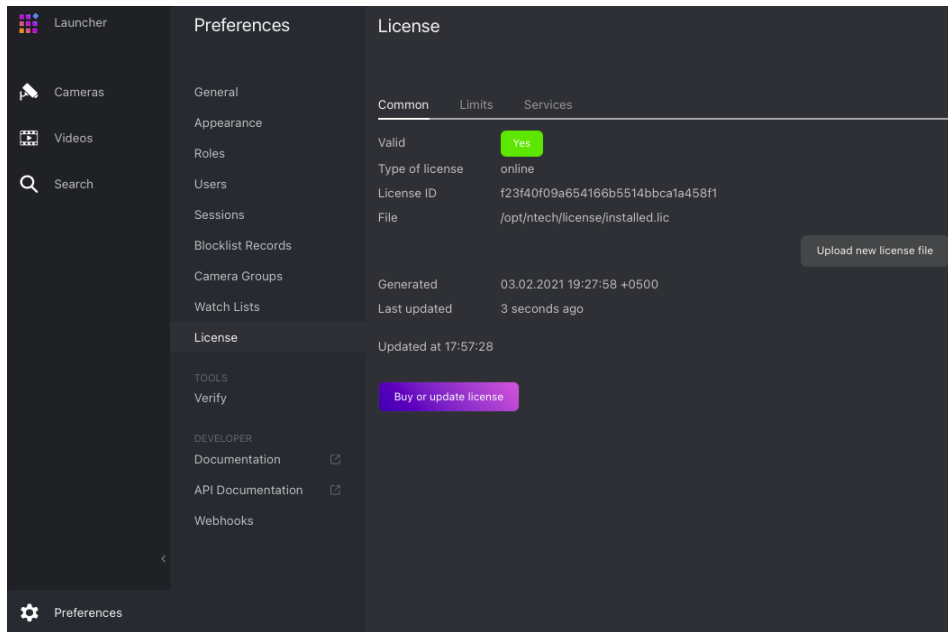 Launcher
Cameras
Videos
Search
Preferences
Preferences
General
Appearance
Roles
Users
Sessions
Blocklist Records
Camera Groups
Watch Lists
License
TOOLS
Verify
DEVELOPER
Documentation
API Documentation
Webhooks
License
Common Limits Services
Valid Yes
Type of license online
License ID f23f40f09a654166b5514bbca1a458f1
File /opt/ntech/license/installed.lic
Upload new license file
Generated 03.02.2021 19:27:58 +0500
Last updated 3 seconds ago
Updated at 17:57:28
Buy or update license